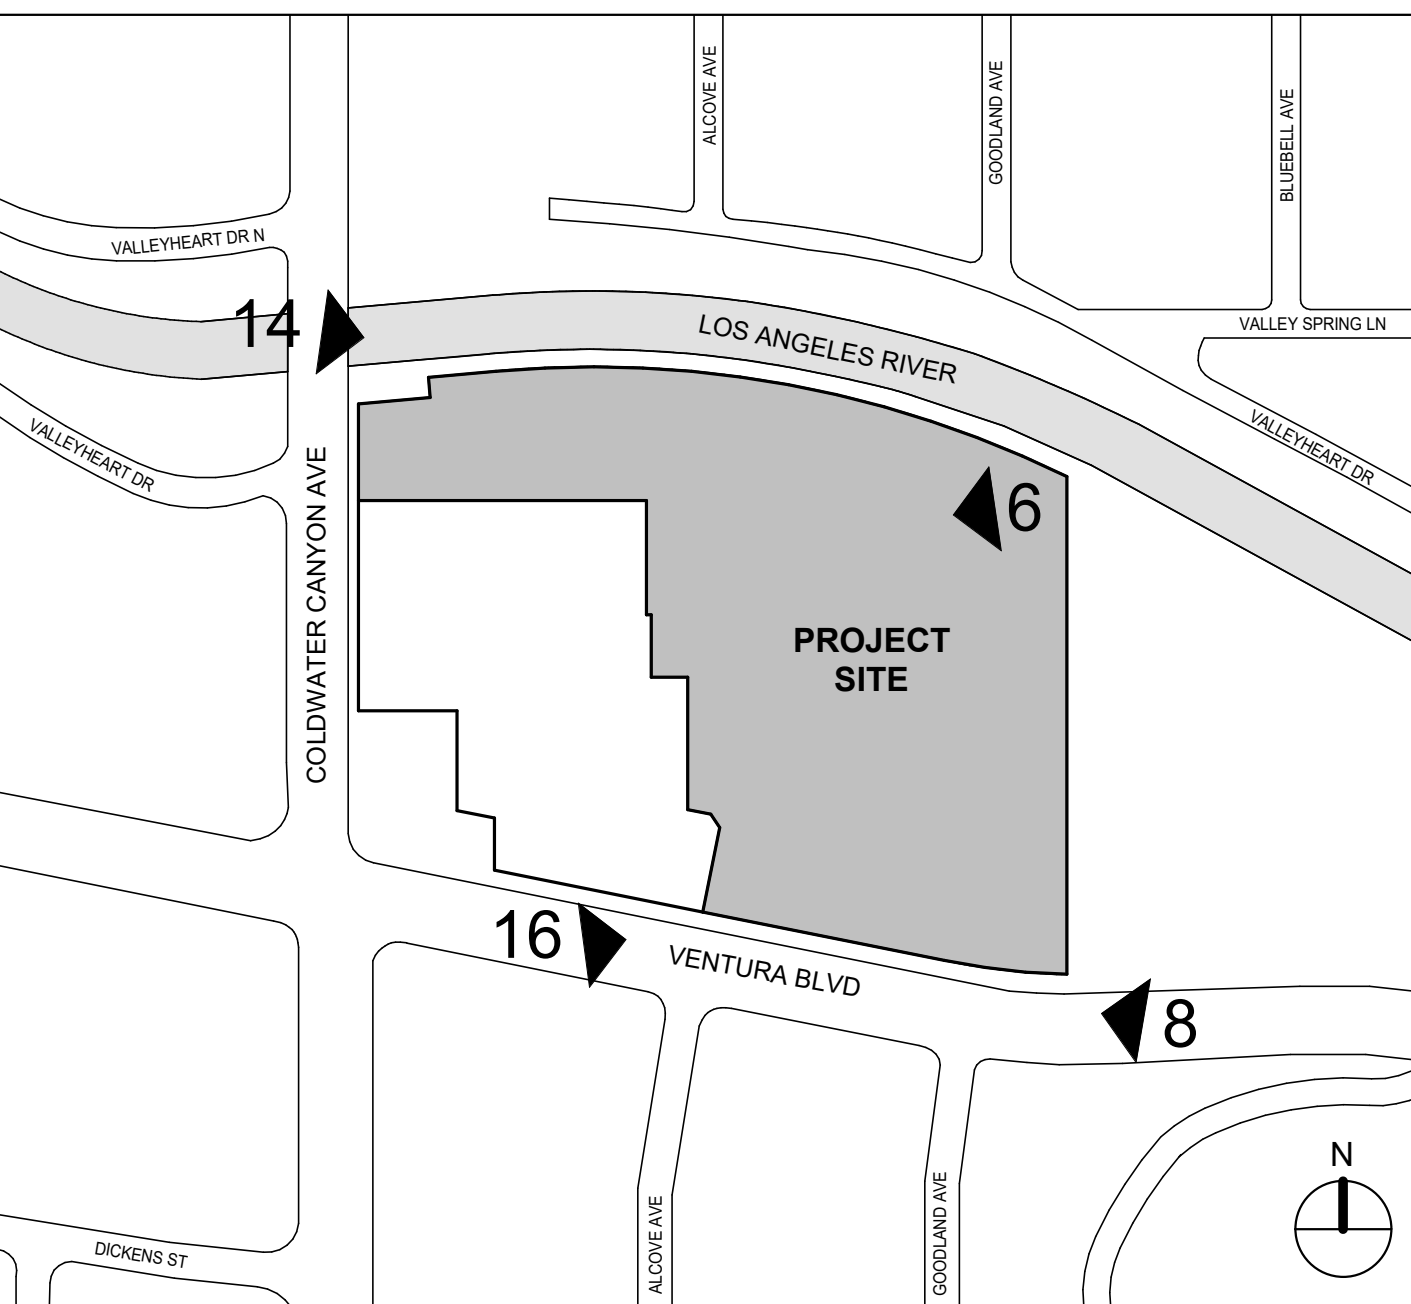 ALCOVE AVE
GOODLAND AVE
BLUEBELL AVE
VALLEYHEART DR N
14
LOS ANGELES RIVER
VALLEY SPRING LN
VALLEYHEART DR
VALLEYHEART DR
COLDWATER CANYON AVE
6
PROJECT
SITE
16
VENTURA BLVD
8
N
ALCOVE AVE
GOODLAND AVE
DICKENS ST